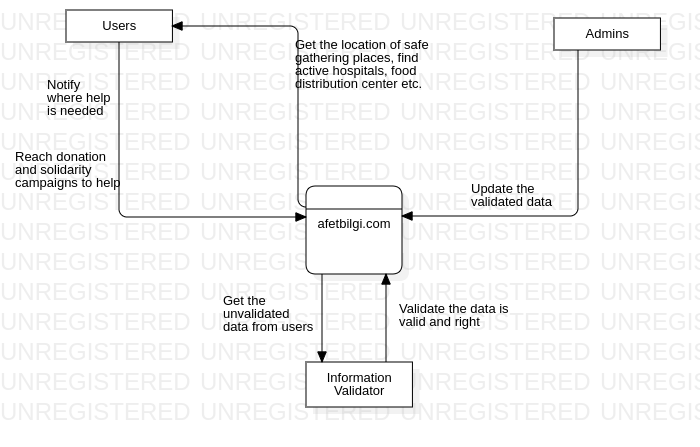 Users
Admins
Get the location of safe
gathering places, find
active hospitals, food
distribution center etc.
Notify
where help
is needed
Reach donation
and solidarity
campaigns to help
Update the
validated data
afetbilgi.com
Get the
unvalidated
data from users
Validate the data is
valid and right
Information
Validator
UNREGISTERED UNREGISTERED UNREGISTERED UNREGISTERED